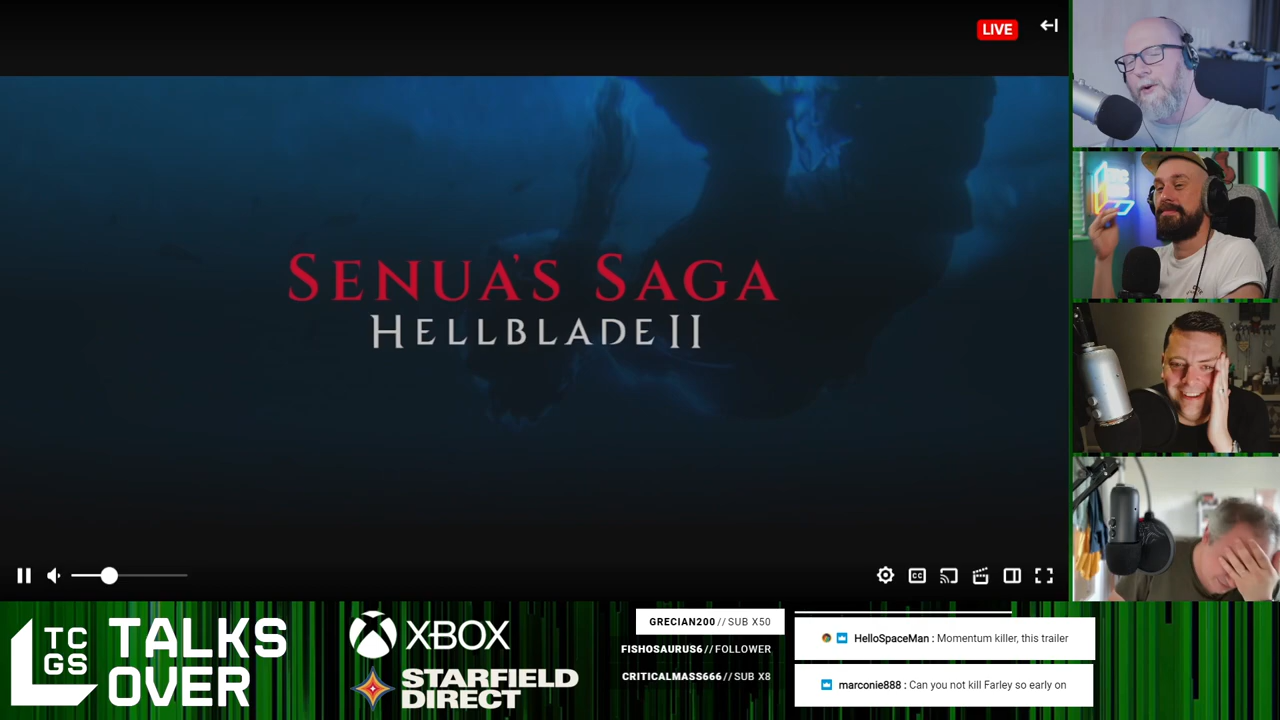 LIVE
SENUA'S SAGA
HELLBLADE II
CC
TC
GS
TALKS
OVER
XBOX
STARFIELD
DIRECT
GRECIAN200 // SUB X50
FISHOSAURUS6 // FOLLOWER
CRITICALMASS666 // SUB X8
HelloSpaceMan : Momentum killer, this trailer
marconie888 : Can you not kill Farley so early on